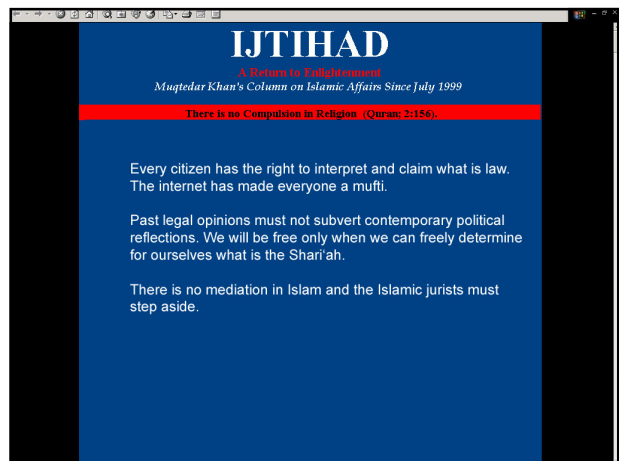 IJTIHAD
A Return to Enlightenment
Muqtedar Khan's Column on Islamic Affairs Since July 1999
There is no Compulsion in Religion (Quran: 2:156).
Every citizen has the right to interpret and claim what is law.
The internet has made everyone a mufti.
Past legal opinions must not subvert contemporary political
reflections. We will be free only when we can freely determine
for ourselves what is the Shari‘ah.
There is no mediation in Islam and the Islamic jurists must
step aside.